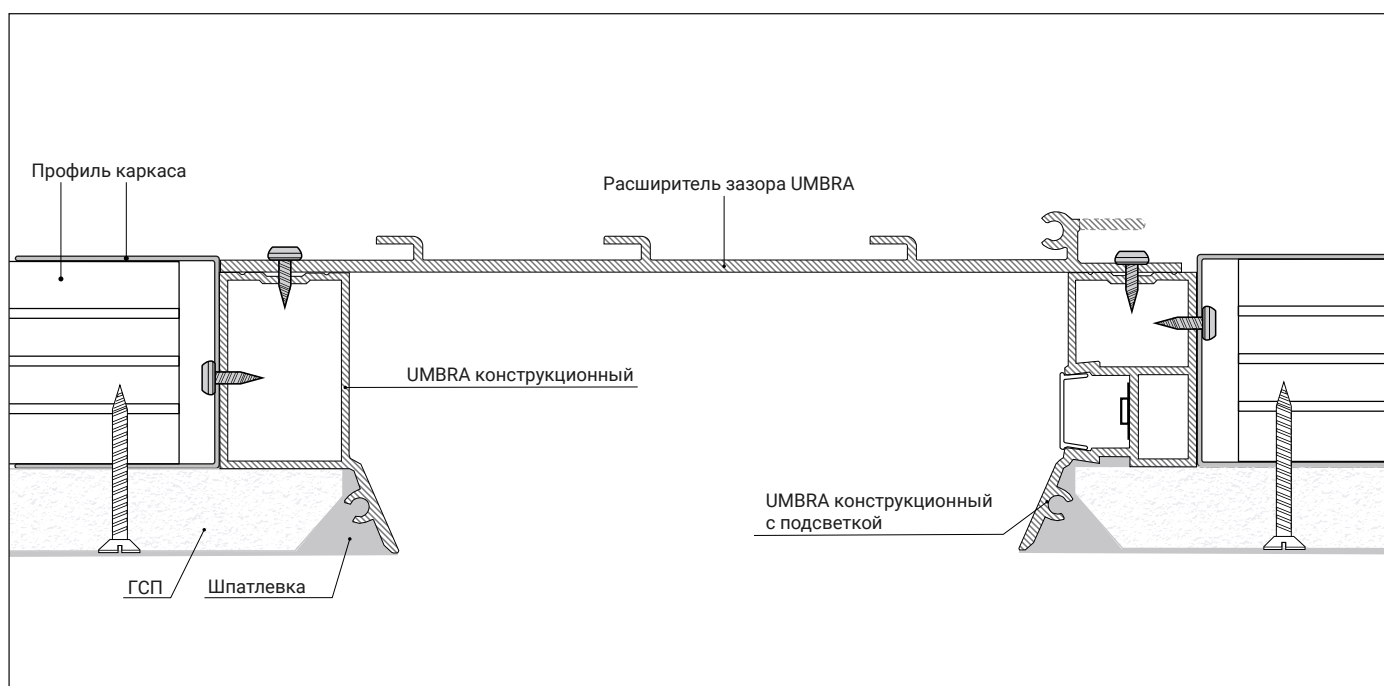 Профиль каркаса
Расширитель зазора UMBRA
UMBRA конструкционный
UMBRA конструкционный
с подсветкой
ГСП
Шпатлевка